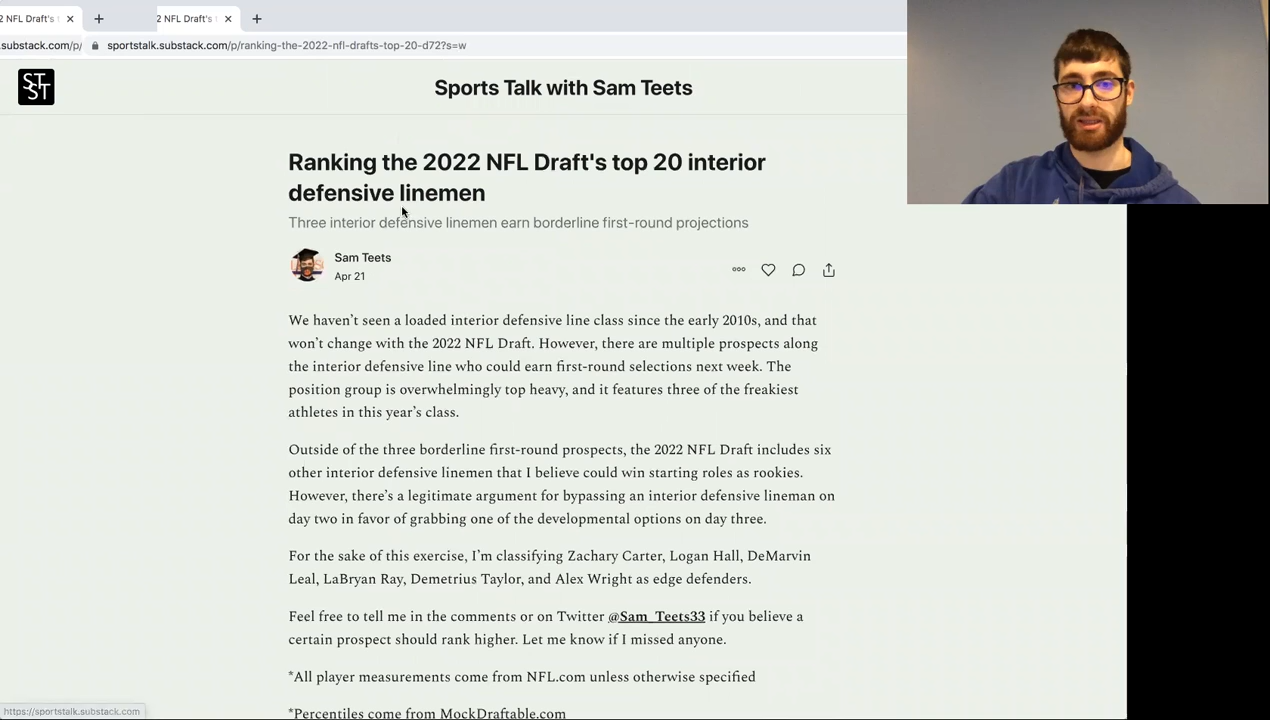 2 NFL Draft's
2 NFL Draft's
.substack.com/p/
sportstalk.substack.com/p/ranking-the-2022-nfl-drafts-top-20-d72?s=w
ST
ST
Sports Talk with Sam Teets
Ranking the 2022 NFL Draft's top 20 interior
defensive linemen
Three interior defensive linemen earn borderline first-round projections
Sam Teets
Apr 21
We haven’t seen a loaded interior defensive line class since the early 2010s, and that
won’t change with the 2022 NFL Draft. However, there are multiple prospects along
the interior defensive line who could earn first-round selections next week. The
position group is overwhelmingly top heavy, and it features three of the freakiest
athletes in this year’s class.
Outside of the three borderline first-round prospects, the 2022 NFL Draft includes six
other interior defensive linemen that I believe could win starting roles as rookies.
However, there’s a legitimate argument for bypassing an interior defensive lineman on
day two in favor of grabbing one of the developmental options on day three.
For the sake of this exercise, I’m classifying Zachary Carter, Logan Hall, DeMarvin
Leal, LaBryan Ray, Demetrius Taylor, and Alex Wright as edge defenders.
Feel free to tell me in the comments or on Twitter @Sam_Teets33 if you believe a
certain prospect should rank higher. Let me know if I missed anyone.
*All player measurements come from NFL.com unless otherwise specified
*Percentiles come from MockDraftable.com
https://sportstalk.substack.com